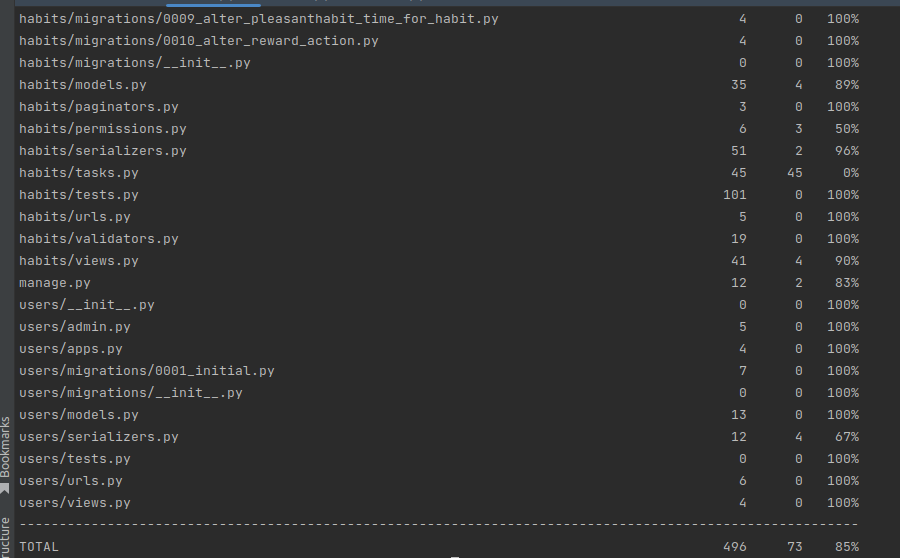 habits/migrations/0009_alter_pleasanthabit_time_for_habit.py 4 0 100%
habits/migrations/0010_alter_reward_action.py 4 0 100%
habits/migrations/__init__.py 0 0 100%
habits/models.py 35 4 89%
habits/paginators.py 3 0 100%
habits/permissions.py 6 3 50%
habits/serializers.py 51 2 96%
habits/tasks.py 45 45 0%
habits/tests.py 101 0 100%
habits/urls.py 5 0 100%
habits/validators.py 19 0 100%
habits/views.py 41 4 90%
manage.py 12 2 83%
users/__init__.py 0 0 100%
users/admin.py 5 0 100%
users/apps.py 4 0 100%
users/migrations/0001_initial.py 7 0 100%
users/migrations/__init__.py 0 0 100%
users/models.py 13 0 100%
users/serializers.py 12 4 67%
users/tests.py 0 0 100%
users/urls.py 6 0 100%
users/views.py 4 0 100%
---------------------------------------------------------------------------------------------------------
TOTAL 496 73 85%
Bookmarks
ructure